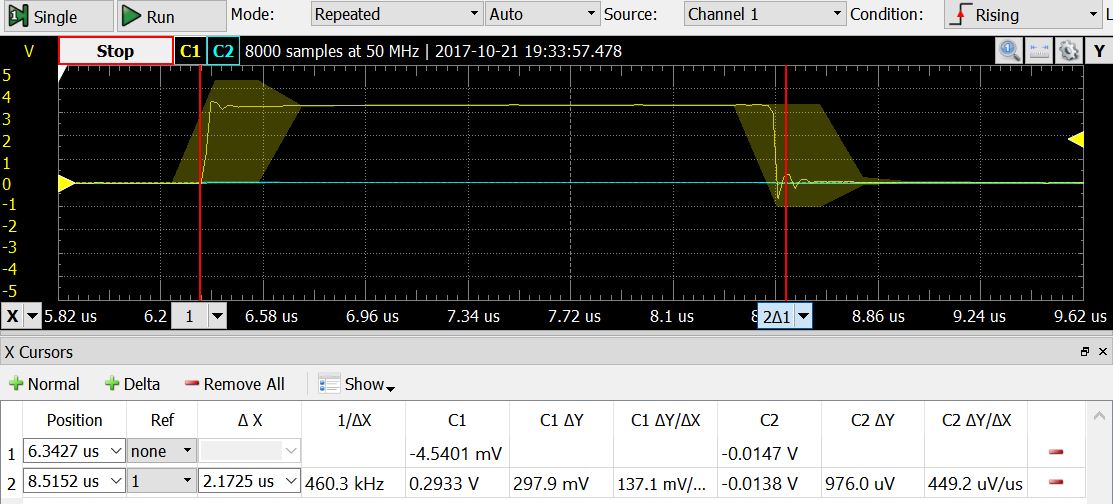 Single Run Mode: Repeated Auto Source: Channel 1 Condition: Rising L
V Stop C1 C2 8000 samples at 50 MHz | 2017-10-21 19:33:57.478 Y
5
4
3
2
1
0
-1
-2
-3
-4
-5
X 5.82 us 6.2 1 6.58 us 6.96 us 7.34 us 7.72 us 8.1 us 8 2Δ1 8.86 us 9.24 us 9.62 us
X Cursors
Normal Delta Remove All Show
Position Ref Δ X 1/ΔX C1 C1 ΔY C1 ΔY/ΔX C2 C2 ΔY C2 ΔY/ΔX
1 6.3427 us none -4.5401 mV -0.0147 V
2 8.5152 us 1 2.1725 us 460.3 kHz 0.2933 V 297.9 mV 137.1 mV/... -0.0138 V 976.0 uV 449.2 uV/us